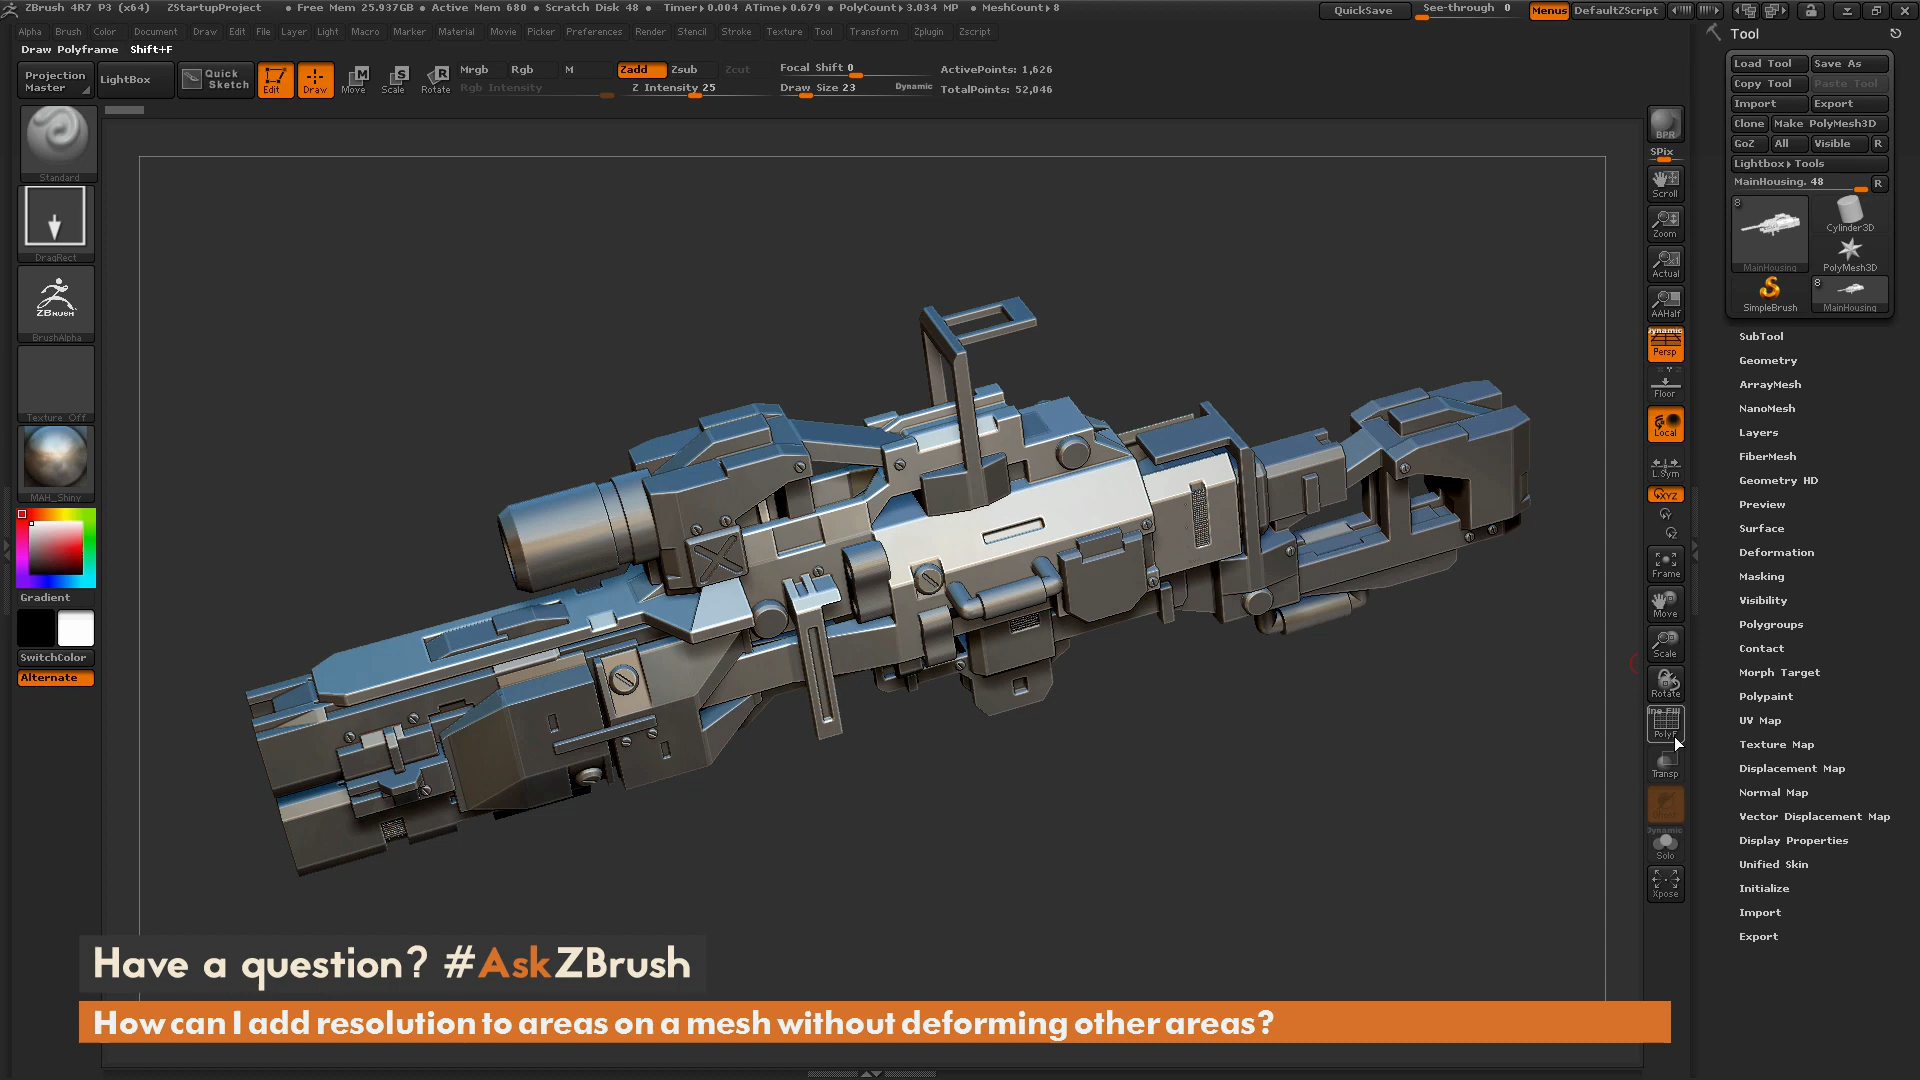 ZBrush 4R7 P3 (x64) ZStartupProject • Free Mem 25.937GB • Active Mem 680 • Scratch Disk 48 • Timer▸0.004 ATime▸0.679 • PolyCount▸3.034 MP • MeshCount▸8 QuickSave See-through 0 Menus DefaultZScript
Alpha Brush Color Document Draw Edit File Layer Light Macro Marker Material Movie Picker Preferences Render Stencil Stroke Texture Tool Transform Zplugin Zscript
Draw Polyframe Shift+F
Projection Master
LightBox
Quick Sketch
Edit
Draw
Move
Scale
Rotate
Mrgb Rgb M
Rgb Intensity
Zadd Zsub Zcut
Z Intensity 25
Focal Shift 0
Draw Size 23 Dynamic
ActivePoints: 1,626
TotalPoints: 52,046
Standard
DragRect
ZBRUSH
BrushAlpha
Texture Off
MAH_Shiny
Gradient
SwitchColor
Alternate
BPR
SPix
Scroll
Zoom
Actual
AAHalf
Dynamic
Persp
Floor
Local
L.Sym
XYZ
Frame
Move
Scale
Rotate
Line Fill
PolyF
Transp
Dynamic
Solo
Xpose
Tool
Load Tool Save As
Copy Tool Paste Tool
Import Export
Clone Make PolyMesh3D
GoZ All Visible R
Lightbox▸Tools
MainHousing. 48 R
8
MainHousing
Cylinder3D
PolyMesh3D
SimpleBrush
8
MainHousing
SubTool
Geometry
ArrayMesh
NanoMesh
Layers
FiberMesh
Geometry HD
Preview
Surface
Deformation
Masking
Visibility
Polygroups
Contact
Morph Target
Polypaint
UV Map
Texture Map
Displacement Map
Normal Map
Vector Displacement Map
Display Properties
Unified Skin
Initialize
Import
Export
Have a question? #AskZBrush
How can I add resolution to areas on a mesh without deforming other areas?